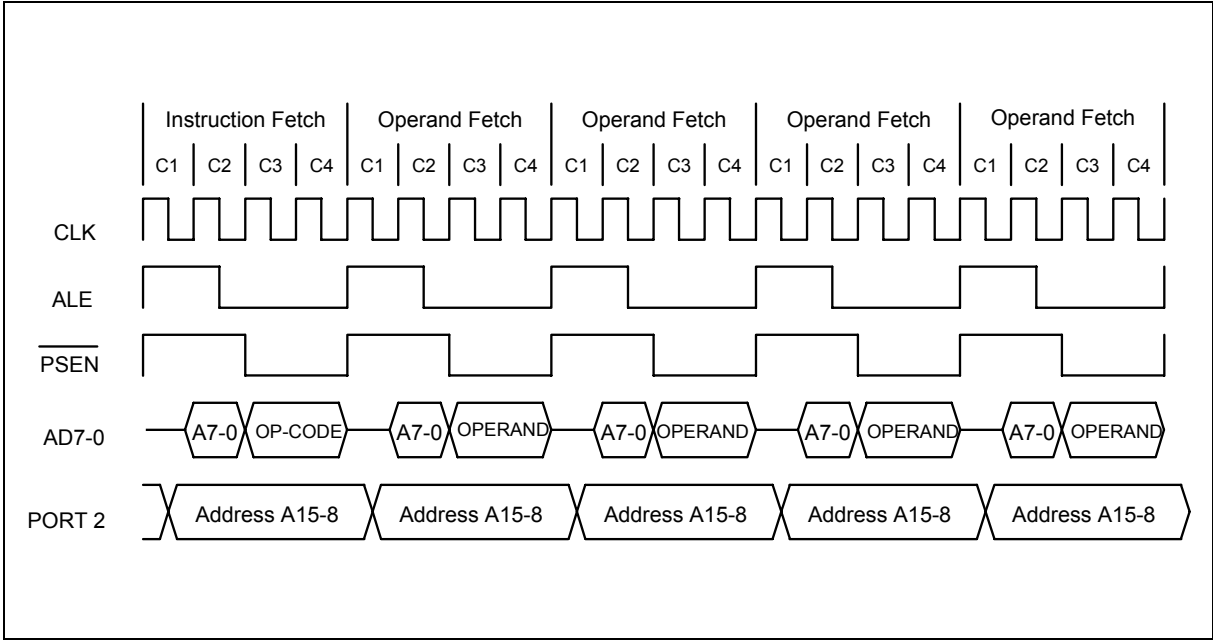 Instruction Fetch Operand Fetch Operand Fetch Operand Fetch Operand Fetch
C1 C2 C3 C4 C1 C2 C3 C4 C1 C2 C3 C4 C1 C2 C3 C4 C1 C2 C3 C4
CLK
ALE
PSEN
AD7-0 A7-0 OP-CODE A7-0 OPERAND A7-0 OPERAND A7-0 OPERAND A7-0 OPERAND
PORT 2 Address A15-8 Address A15-8 Address A15-8 Address A15-8 Address A15-8